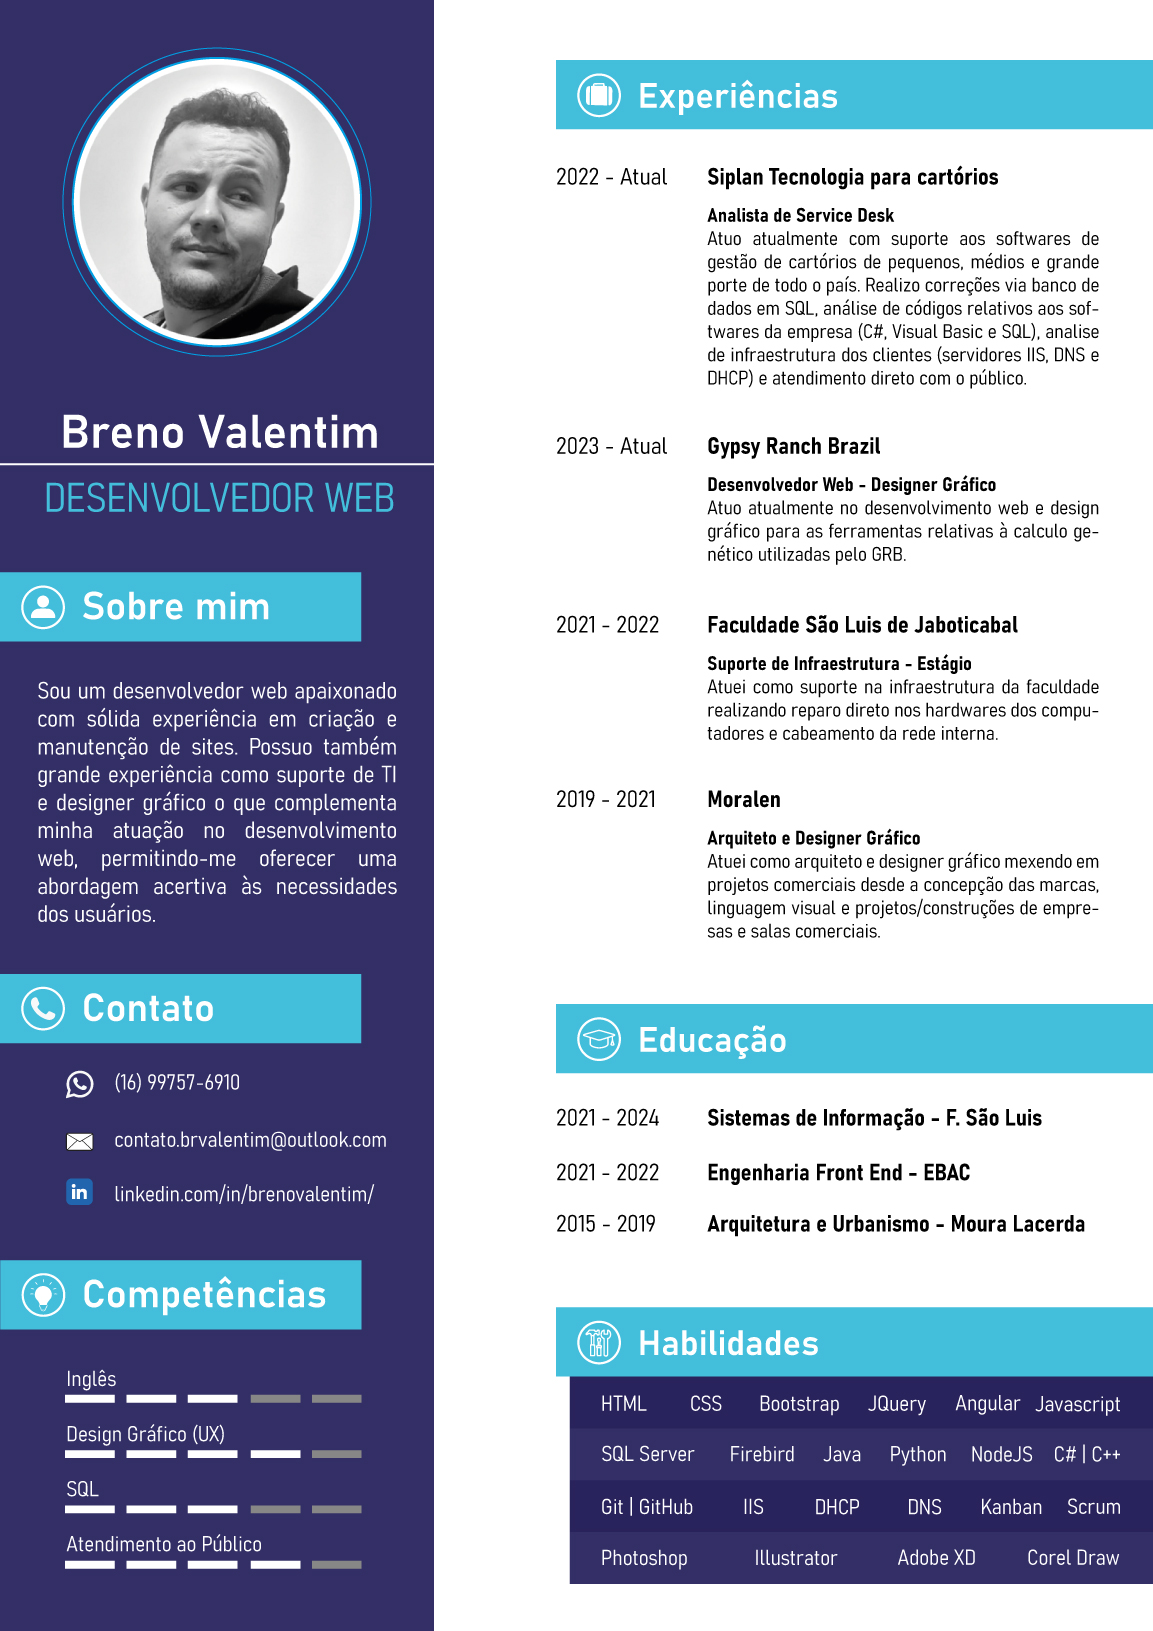 Breno Valentim
DESENVOLVEDOR WEB
Sobre mim
Sou um desenvolvedor web apaixonado
com sólida experiência em criação e
manutenção de sites. Possuo também
grande experiência como suporte de TI
e designer gráfico o que complementa
minha atuação no desenvolvimento
web, permitindo-me oferecer uma
abordagem acertiva às necessidades
dos usuários.
Contato
(16) 99757-6910
contato.brvalentim@outlook.com
in linkedin.com/in/brenovalentim/
Competências
Inglês
Design Gráfico (UX)
SQL
Atendimento ao Público
Experiências
2022 - Atual Siplan Tecnologia para cartórios
Analista de Service Desk
Atuo atualmente com suporte aos softwares de
gestão de cartórios de pequenos, médios e grande
porte de todo o país. Realizo correções via banco de
dados em SQL, análise de códigos relativos aos sof-
twares da empresa (C#, Visual Basic e SQL), analise
de infraestrutura dos clientes (servidores IIS, DNS e
DHCP) e atendimento direto com o público.
2023 - Atual Gypsy Ranch Brazil
Desenvolvedor Web - Designer Gráfico
Atuo atualmente no desenvolvimento web e design
gráfico para as ferramentas relativas à calculo ge-
nético utilizadas pelo GRB.
2021 - 2022 Faculdade São Luis de Jaboticabal
Suporte de Infraestrutura - Estágio
Atuei como suporte na infraestrutura da faculdade
realizando reparo direto nos hardwares dos compu-
tadores e cabeamento da rede interna.
2019 - 2021 Moralen
Arquiteto e Designer Gráfico
Atuei como arquiteto e designer gráfico mexendo em
projetos comerciais desde a concepção das marcas,
linguagem visual e projetos/construções de empre-
sas e salas comerciais.
Educação
2021 - 2024 Sistemas de Informação - F. São Luis
2021 - 2022 Engenharia Front End - EBAC
2015 - 2019 Arquitetura e Urbanismo - Moura Lacerda
Habilidades
HTML CSS Bootstrap JQuery Angular Javascript
SQL Server Firebird Java Python NodeJS C# | C++
Git | GitHub IIS DHCP DNS Kanban Scrum
Photoshop Illustrator Adobe XD Corel Draw